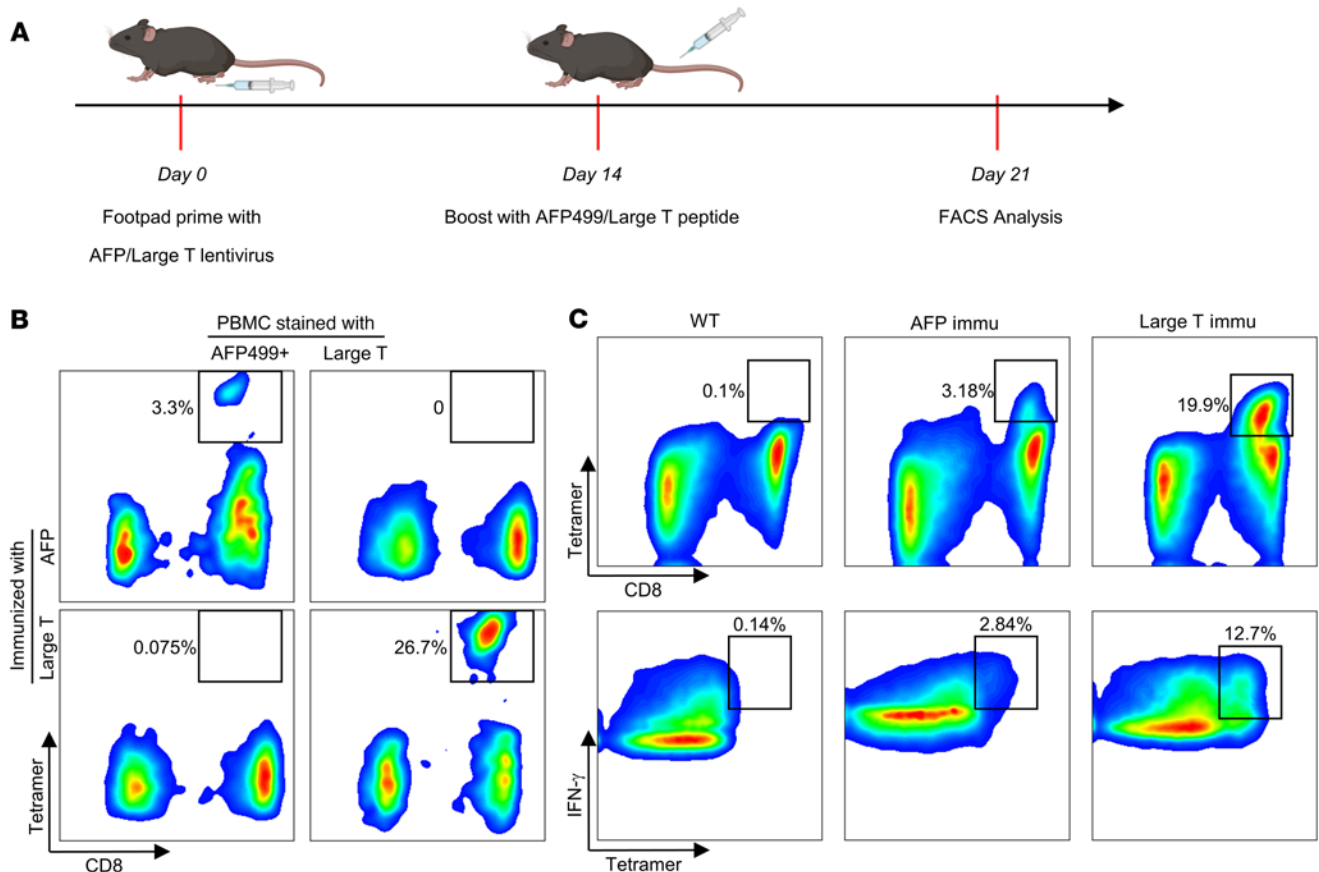 A
Day 0
Day 14
Day 21
Footpad prime with
AFP/Large T lentivirus
Boost with AFP499/Large T peptide
FACS Analysis
B
PBMC stained with
AFP499+
Large T
Immunized with
AFP
Large T
3.3%
0
0.075%
26.7%
Tetramer
CD8
C
WT
AFP immu
Large T immu
0.1%
3.18%
19.9%
Tetramer
CD8
0.14%
2.84%
12.7%
IFN-γ
Tetramer